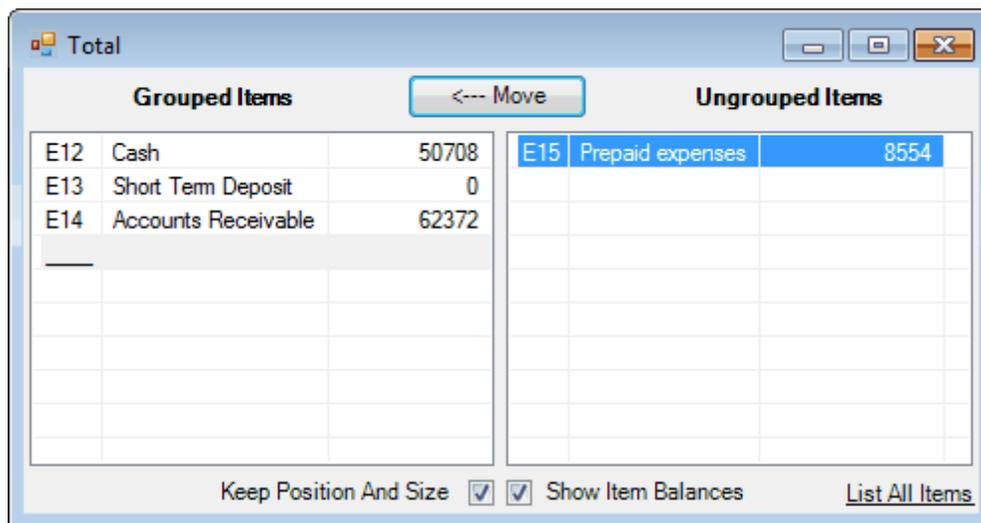 Total
Grouped Items <--- Move Ungrouped Items
E12 Cash 50708 E15 Prepaid expenses 8554
E13 Short Term Deposit 0
E14 Accounts Receivable 62372
Keep Position And Size Show Item Balances List All Items